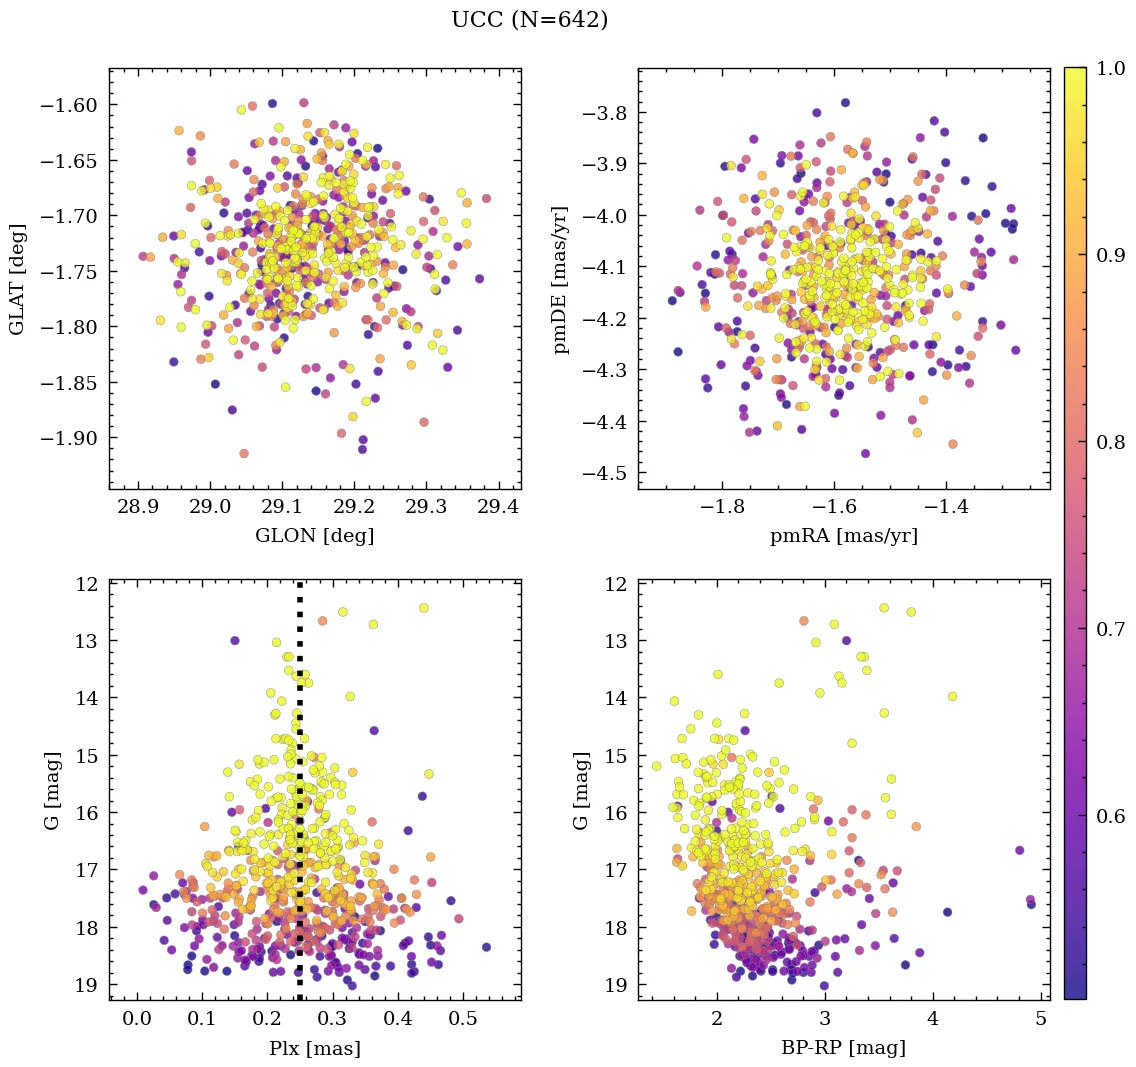 UCC (N=642)
−1.60
−1.65
−1.70
−1.75
−1.80
−1.85
−1.90
GLAT [deg]
28.9 29.0 29.1 29.2 29.3 29.4
GLON [deg]
−3.8
−3.9
−4.0
−4.1
−4.2
−4.3
−4.4
−4.5
pmDE [mas/yr]
−1.8 −1.6 −1.4
pmRA [mas/yr]
1.0
0.9
0.8
0.7
0.6
12
13
14
15
16
17
18
19
G [mag]
0.0 0.1 0.2 0.3 0.4 0.5
Plx [mas]
12
13
14
15
16
17
18
19
G [mag]
2 3 4 5
BP-RP [mag]